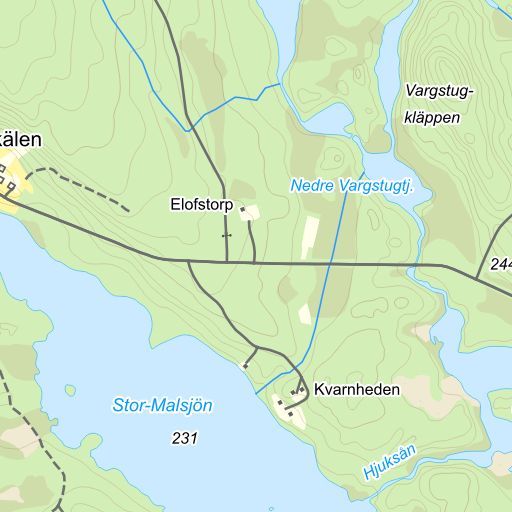 Vargstug-
kläppen
kälen
Nedre Vargstugtj.
Elofstorp
244
Kvarnheden
Stor-Malsjön
231
Hjuksån